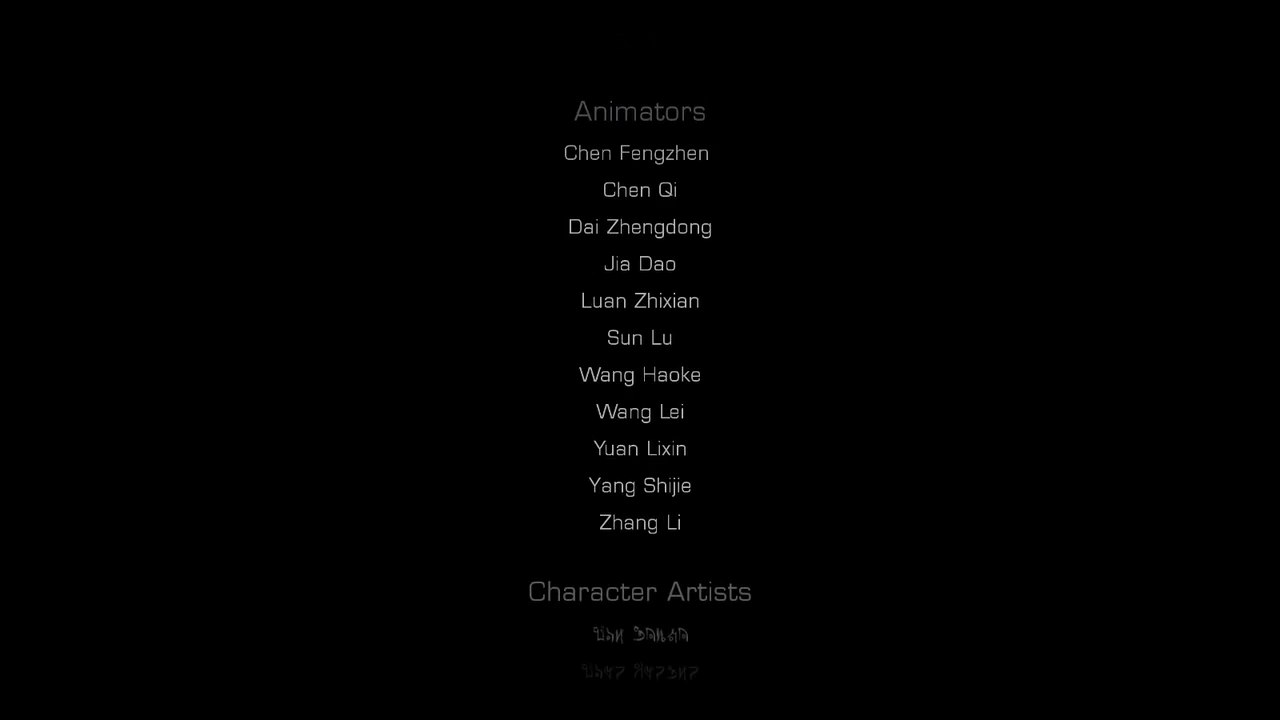 Animators
Chen Fengzhen
Chen Qi
Dai Zhengdong
Jia Dao
Luan Zhixian
Sun Lu
Wang Haoke
Wang Lei
Yuan Lixin
Yang Shijie
Zhang Li
Character Artists